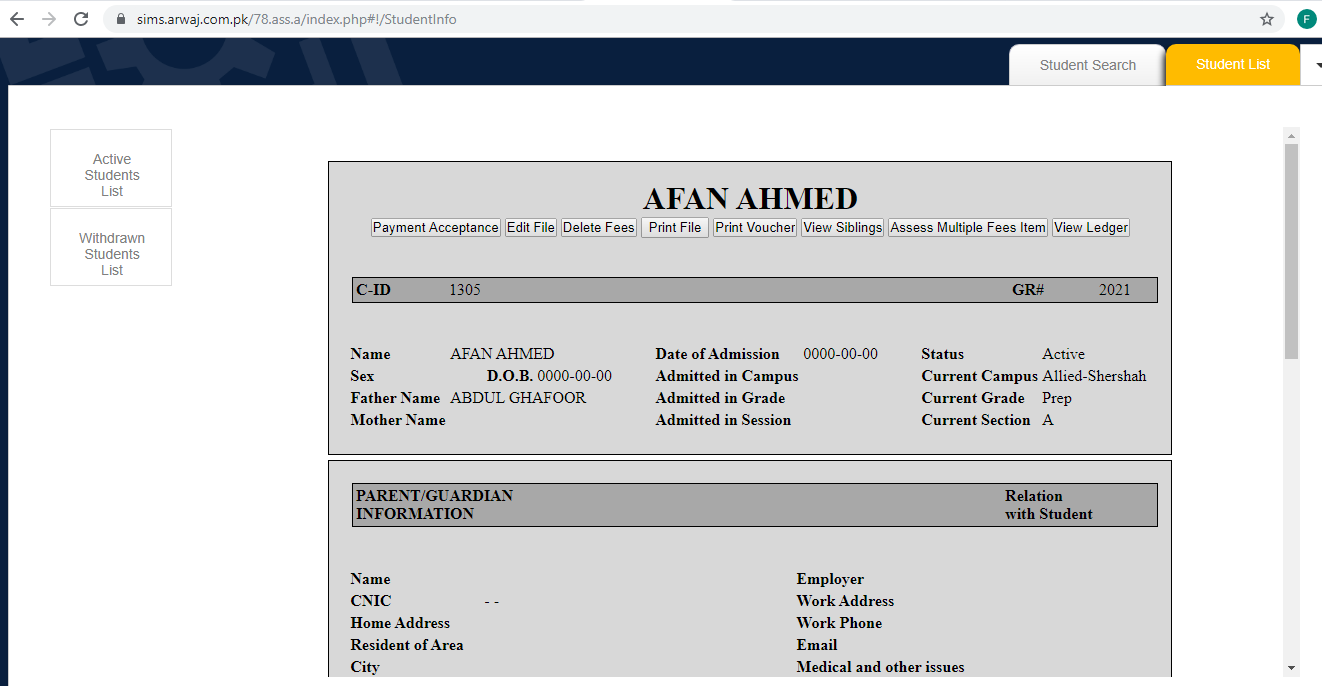 sims.arwaj.com.pk/78.ass.a/index.php#!/StudentInfo
F
Student Search
Student List
Active
Students
List
Withdrawn
Students
List
AFAN AHMED
Payment Acceptance Edit File Delete Fees Print File Print Voucher View Siblings Assess Multiple Fees Item View Ledger
C-ID 1305 GR# 2021
Name AFAN AHMED Date of Admission 0000-00-00 Status Active
Sex D.O.B. 0000-00-00 Admitted in Campus Current Campus Allied-Shershah
Father Name ABDUL GHAFOOR Admitted in Grade Current Grade Prep
Mother Name Admitted in Session Current Section A
PARENT/GUARDIAN Relation
INFORMATION with Student
Name Employer
CNIC - - Work Address
Home Address Work Phone
Resident of Area Email
City Medical and other issues